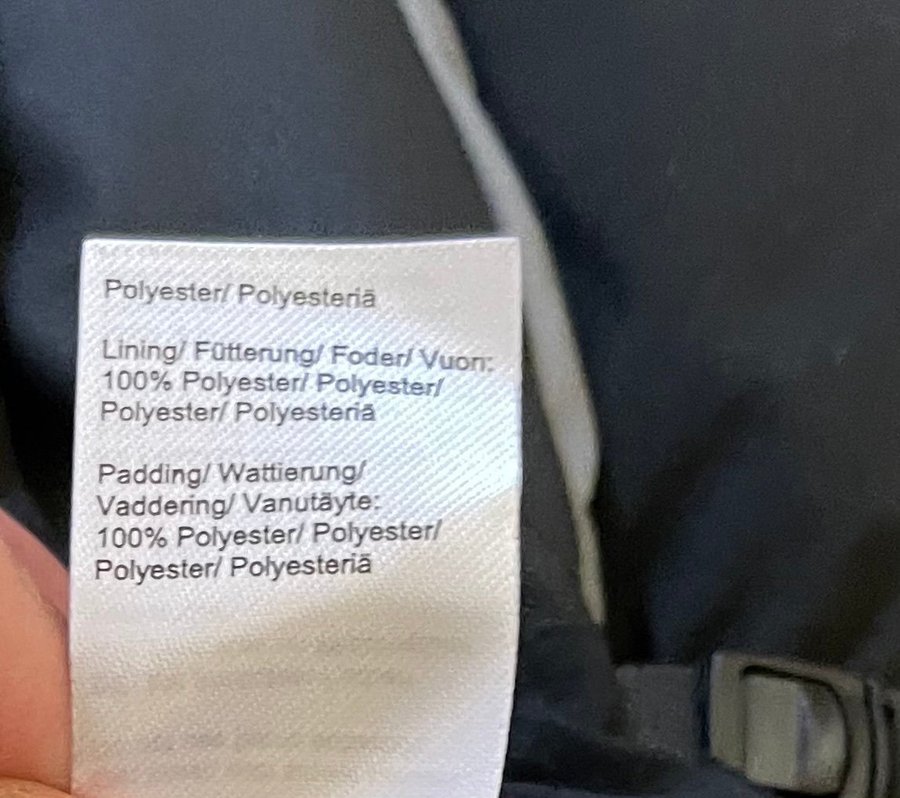 Polyester/ Polyesteriä
Lining/ Fütterung/ Foder/ Vuori:
100% Polyester/ Polyester/
Polyester/ Polyesteriä
Padding/ Wattierung/
Vaddering/ Vanutäyte:
100% Polyester/ Polyester/
Polyester/ Polyesteriä